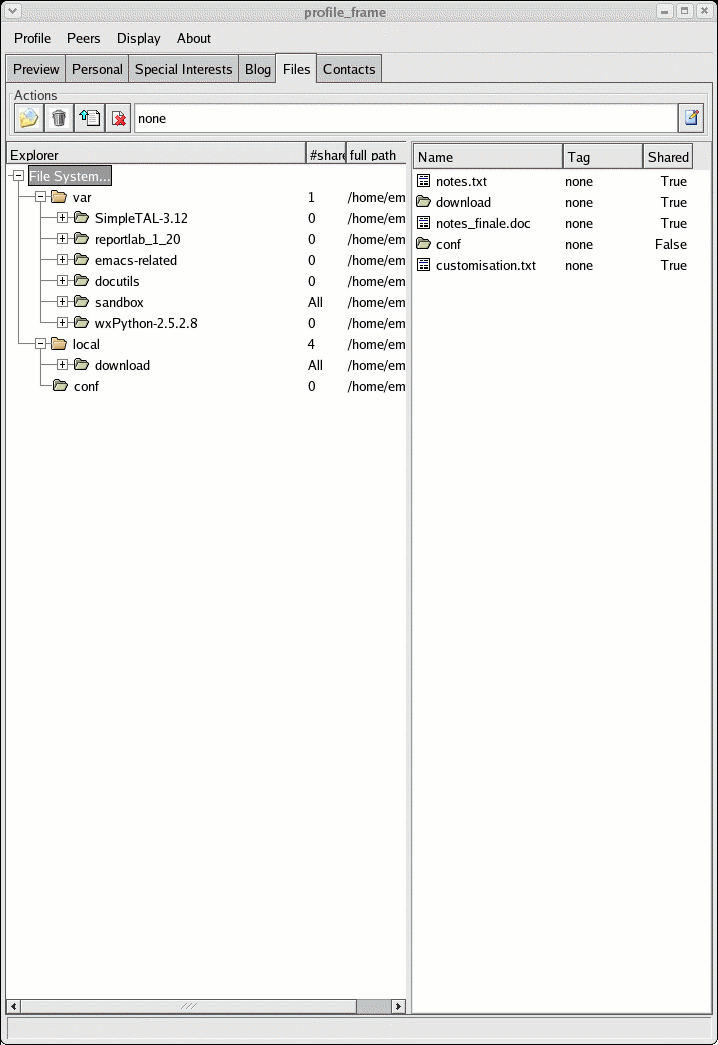 profile_frame
Profile Peers Display About
Preview Personal Special Interests Blog Files Contacts
Actions
none
Explorer #share full path
File System...
var 1 /home/em
SimpleTAL-3.12 0 /home/em
reportlab_1_20 0 /home/em
emacs-related 0 /home/em
docutils 0 /home/em
sandbox All /home/em
wxPython-2.5.2.8 0 /home/em
local 4 /home/em
download All /home/em
conf 0 /home/em
Name Tag Shared
notes.txt none True
download none True
notes_finale.doc none True
conf none False
customisation.txt none True